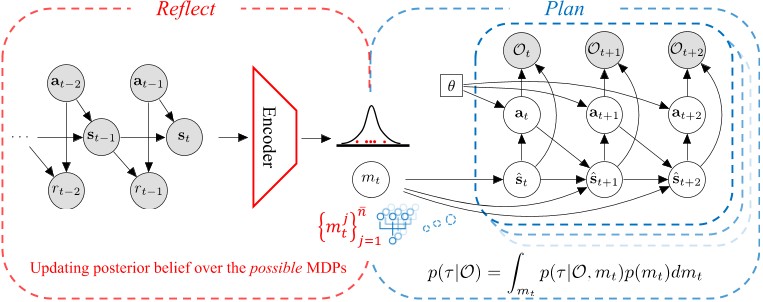 Reflect
Plan
a_{t-2} a_{t-1}
· · · s_{t-1} s_t
r_{t-2} r_{t-1}
Encoder
m_t
{m_t^j}_{j=1}^{n̄}
Updating posterior belief over the possible MDPs
𝒪_t 𝒪_{t+1} 𝒪_{t+2}
θ
a_t a_{t+1} a_{t+2}
ŝ_t ŝ_{t+1} ŝ_{t+2}
p(τ|𝒪) = ∫_{m_t} p(τ|𝒪, m_t)p(m_t)dm_t